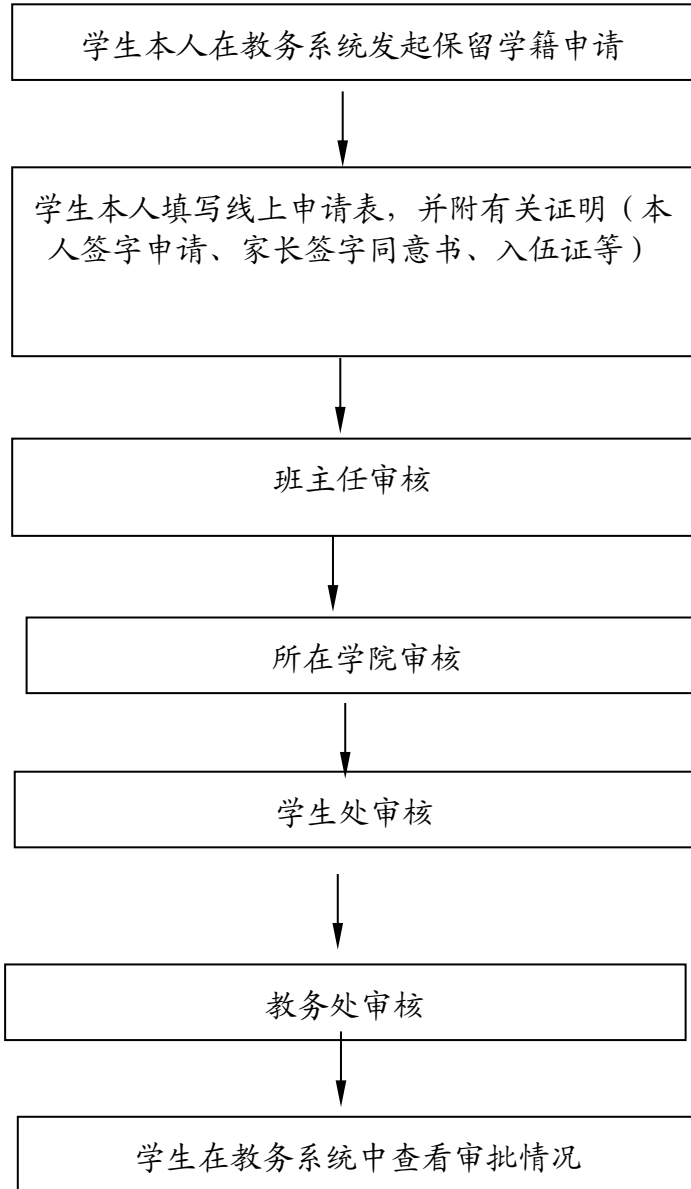 学生本人在教务系统发起保留学籍申请
学生本人填写线上申请表，并附有关证明（本
人签字申请、家长签字同意书、入伍证等）
班主任审核
所在学院审核
学生处审核
教务处审核
学生在教务系统中查看审批情况